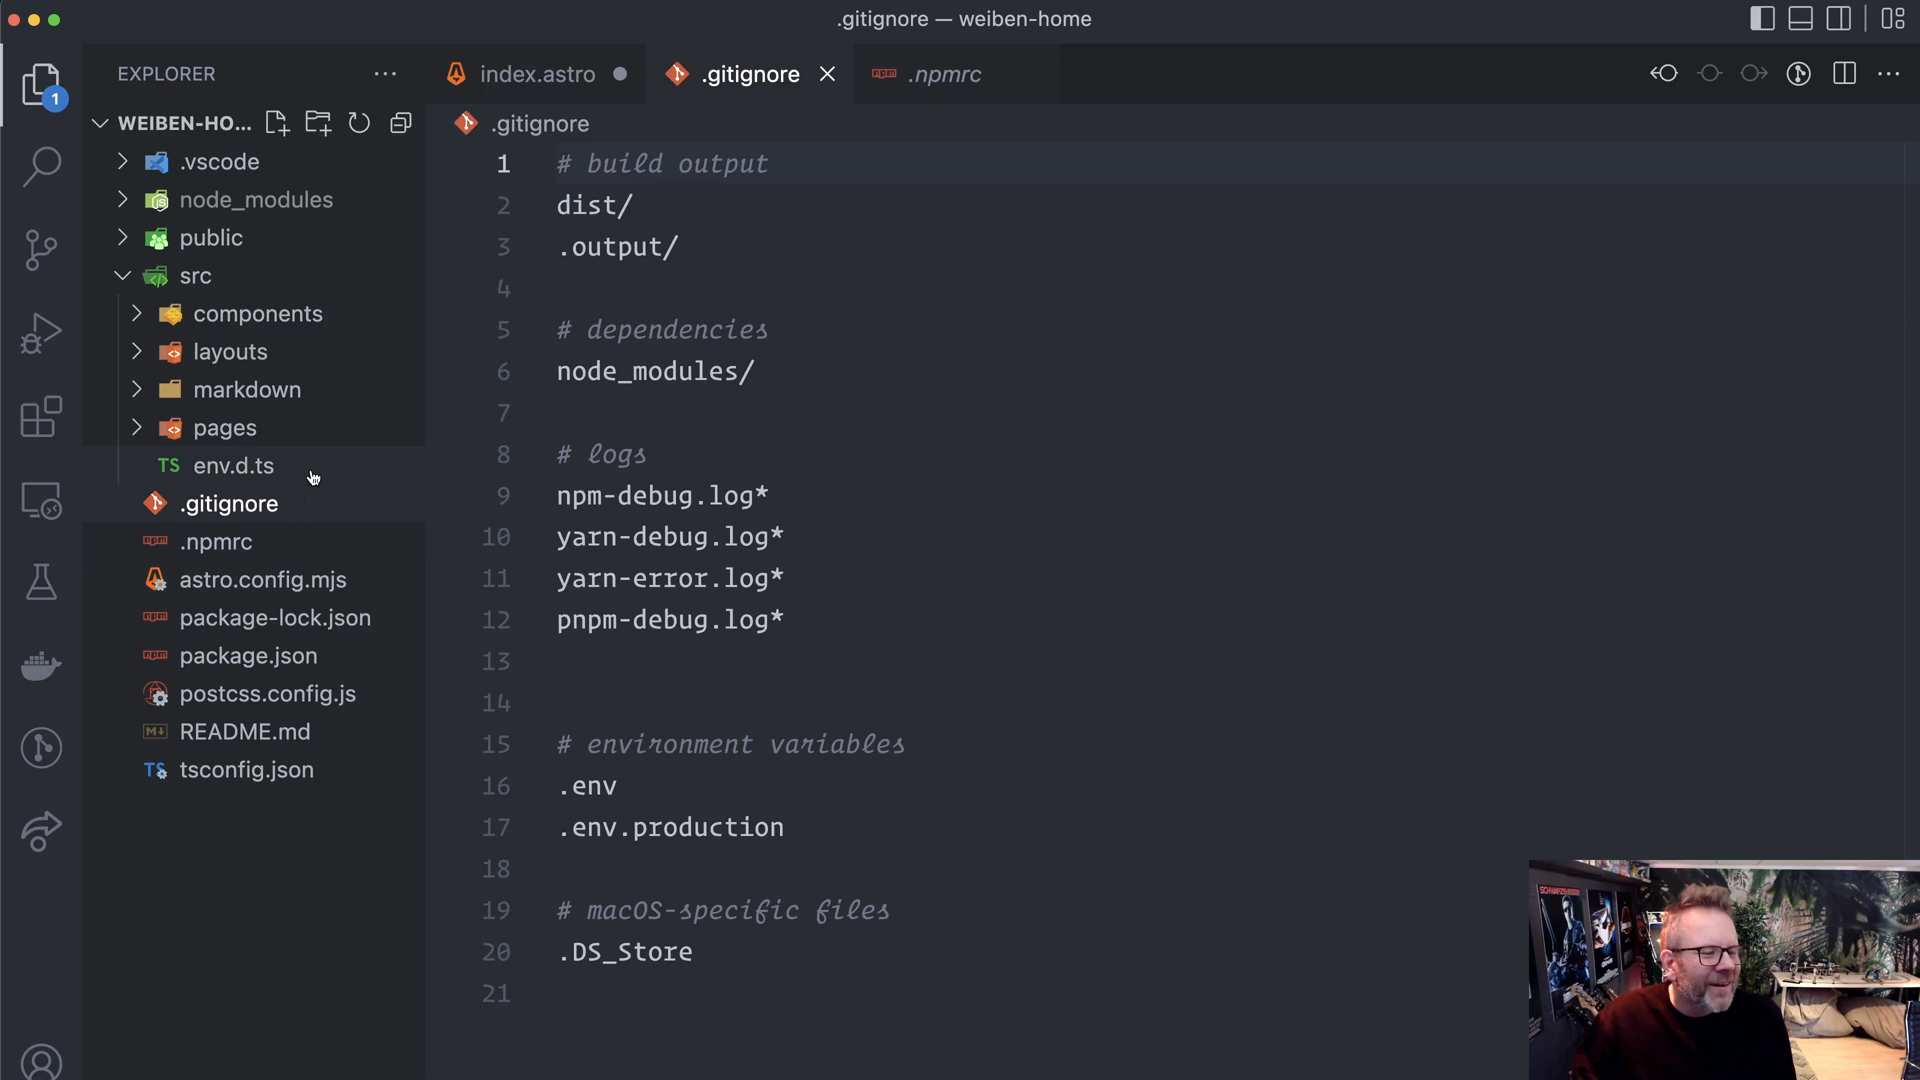 .gitignore — weiben-home
EXPLORER
index.astro
.gitignore
.npmrc
1
WEIBEN-HO...
.gitignore
.vscode
node_modules
public
src
components
layouts
markdown
pages
TS env.d.ts
.gitignore
.npmrc
astro.config.mjs
package-lock.json
package.json
postcss.config.js
README.md
TS tsconfig.json
1 # build output
2 dist/
3 .output/
4
5 # dependencies
6 node_modules/
7
8 # logs
9 npm-debug.log*
10 yarn-debug.log*
11 yarn-error.log*
12 pnpm-debug.log*
13
14
15 # environment variables
16 .env
17 .env.production
18
19 # macOS-specific files
20 .DS_Store
21